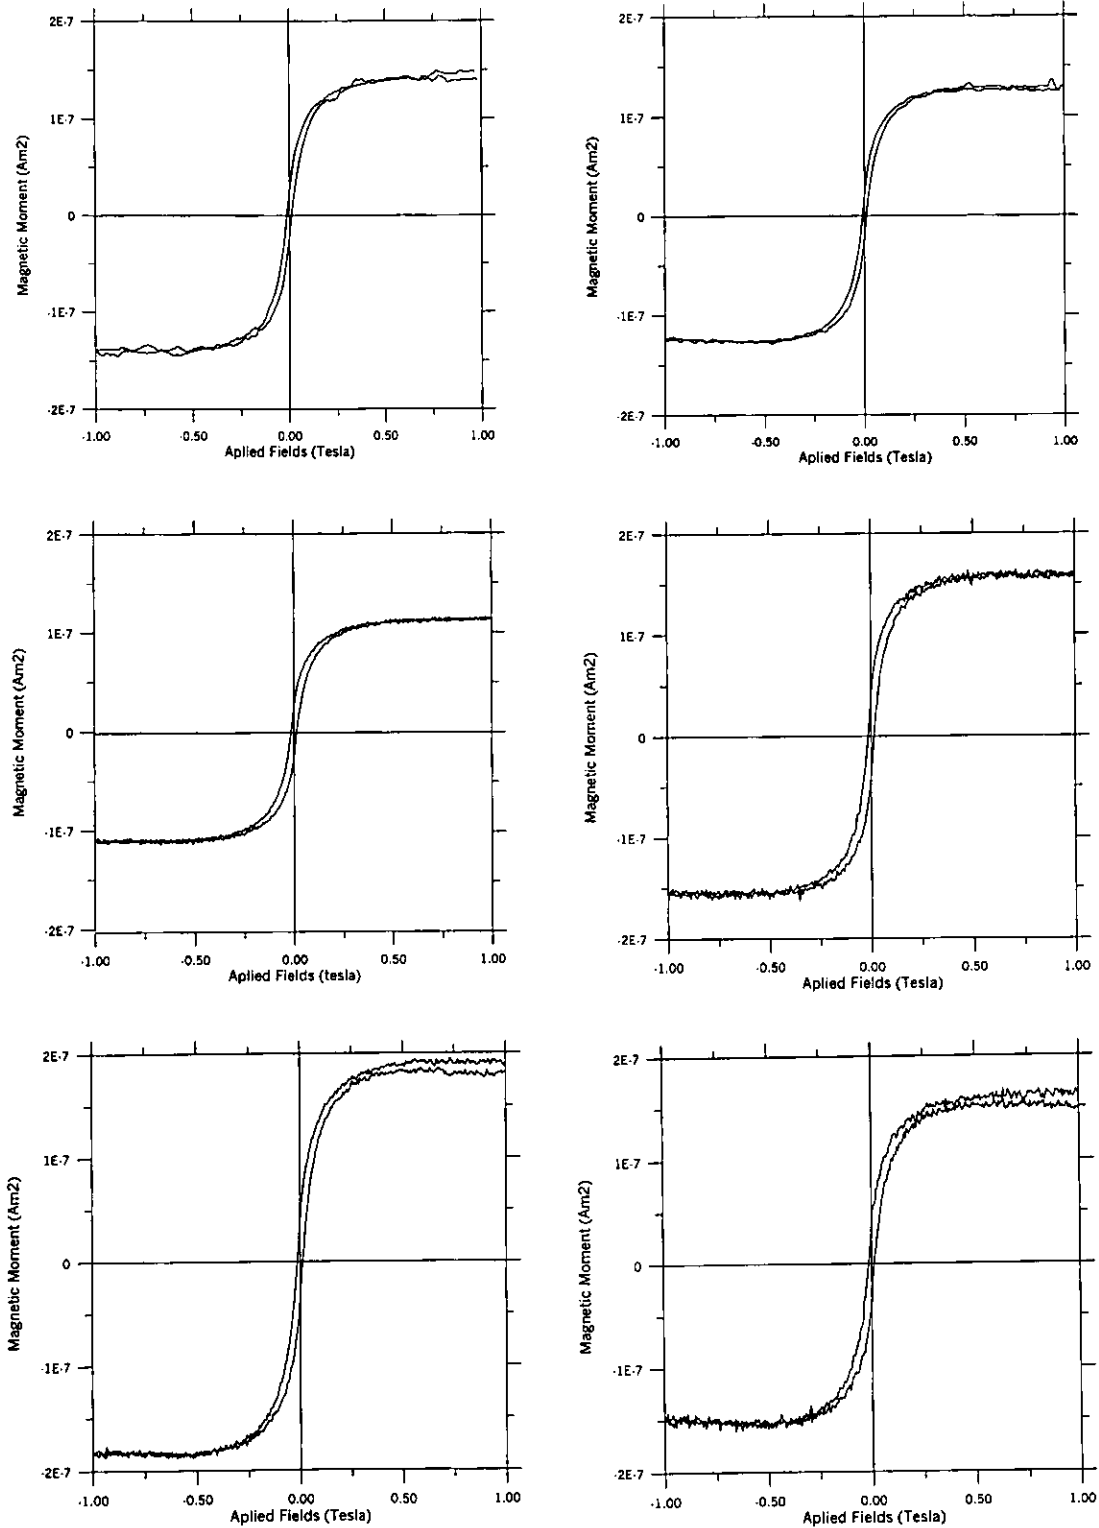 2E-7
1E-7
0
-1E-7
-2E-7
Magnetic Moment (Am2)
-1.00 -0.50 0.00 0.50 1.00
Aplied Fields (Tesla)
2E-7
1E-7
0
-1E-7
-2E-7
Magnetic Moment (Am2)
-1.00 -0.50 0.00 0.50 1.00
Aplied Fields (Tesla)
2E-7
1E-7
0
-1E-7
-2E-7
Magnetic Moment (Am2)
-1.00 -0.50 0.00 0.50 1.00
Aplied Fields (tesla)
2E-7
1E-7
0
-1E-7
-2E-7
Magnetic Moment (Am2)
-1.00 -0.50 0.00 0.50 1.00
Aplied Fields (Tesla)
2E-7
1E-7
0
-1E-7
-2E-7
Magnetic Moment (Am2)
-1.00 -0.50 0.00 0.50 1.00
Aplied Fields (Tesla)
2E-7
1E-7
0
-1E-7
-2E-7
Magnetic Moment (Am2)
-1.00 -0.50 0.00 0.50 1.00
Aplied Fields (Tesla)